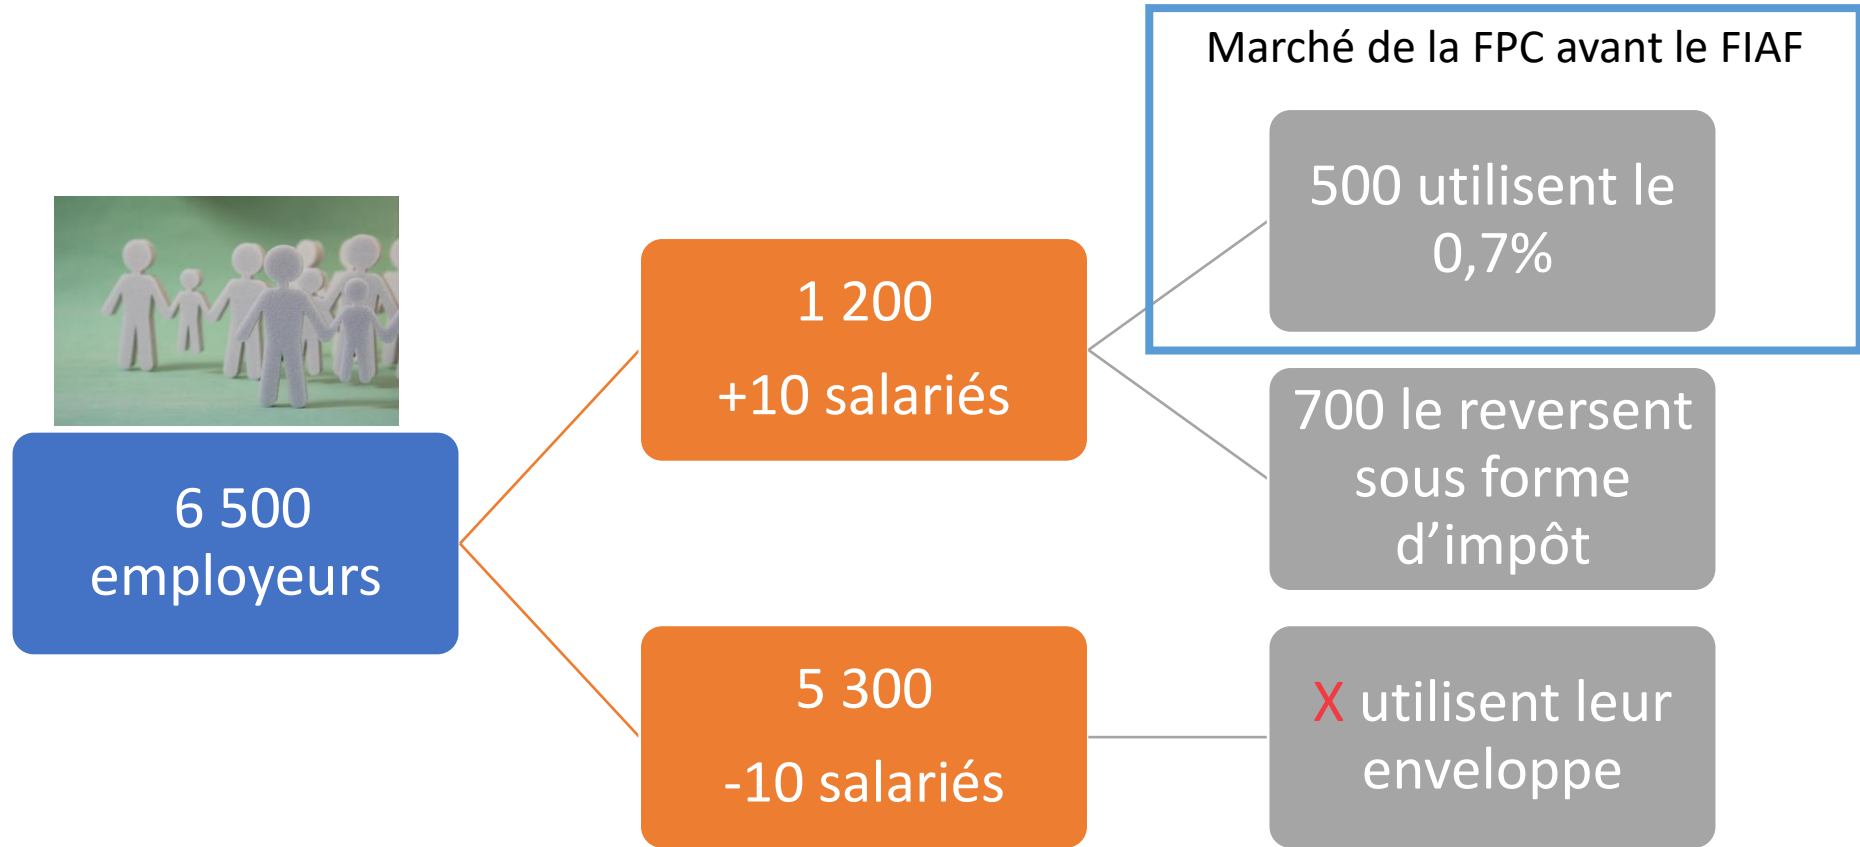 Marché de la FPC avant le FIAF
500 utilisent le
0,7%
1 200
+10 salariés
700 le reversent
sous forme
d’impôt
6 500
employeurs
5 300
-10 salariés
X utilisent leur
enveloppe